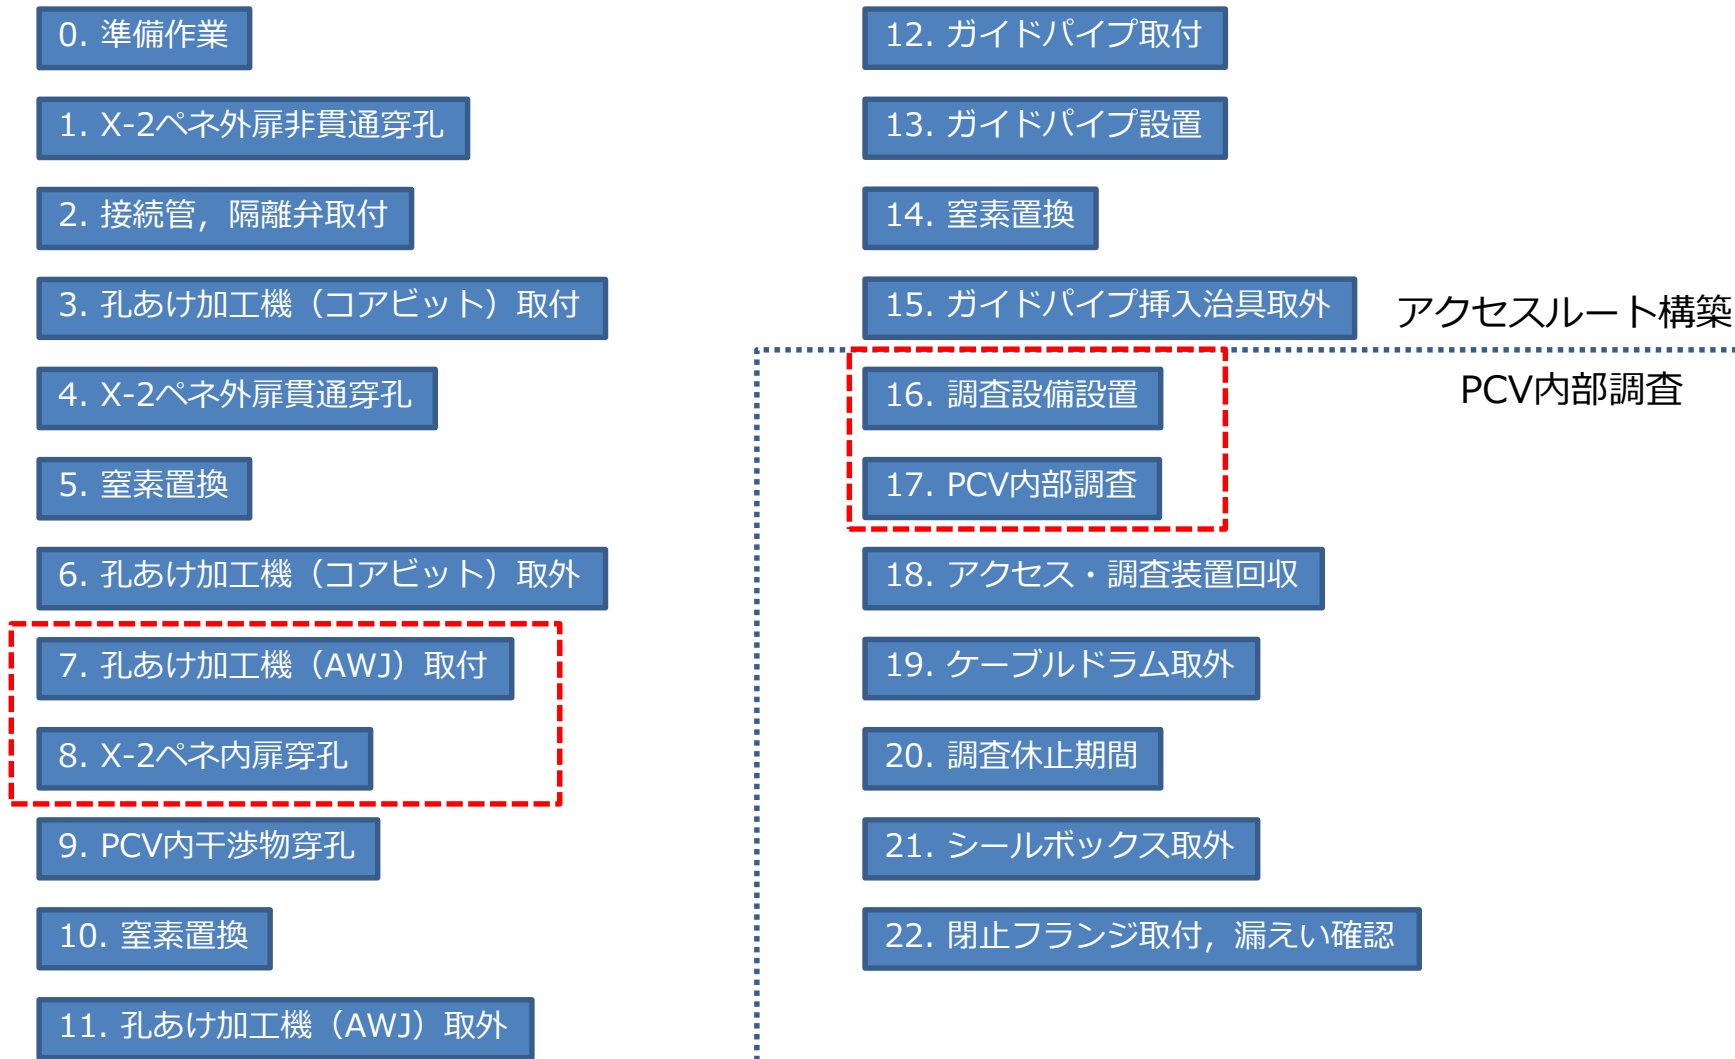 0. 準備作業
1. X-2ペネ外扉非貫通穿孔
2. 接続管，隔離弁取付
3. 孔あけ加工機（コアビット）取付
4. X-2ペネ外扉貫通穿孔
5. 窒素置換
6. 孔あけ加工機（コアビット）取外
7. 孔あけ加工機（AWJ）取付
8. X-2ペネ内扉穿孔
9. PCV内干渉物穿孔
10. 窒素置換
11. 孔あけ加工機（AWJ）取外
12. ガイドパイプ取付
13. ガイドパイプ設置
14. 窒素置換
15. ガイドパイプ挿入治具取外
アクセスルート構築
PCV内部調査
16. 調査設備設置
17. PCV内部調査
18. アクセス・調査装置回収
19. ケーブルドラム取外
20. 調査休止期間
21. シールボックス取外
22. 閉止フランジ取付，漏えい確認